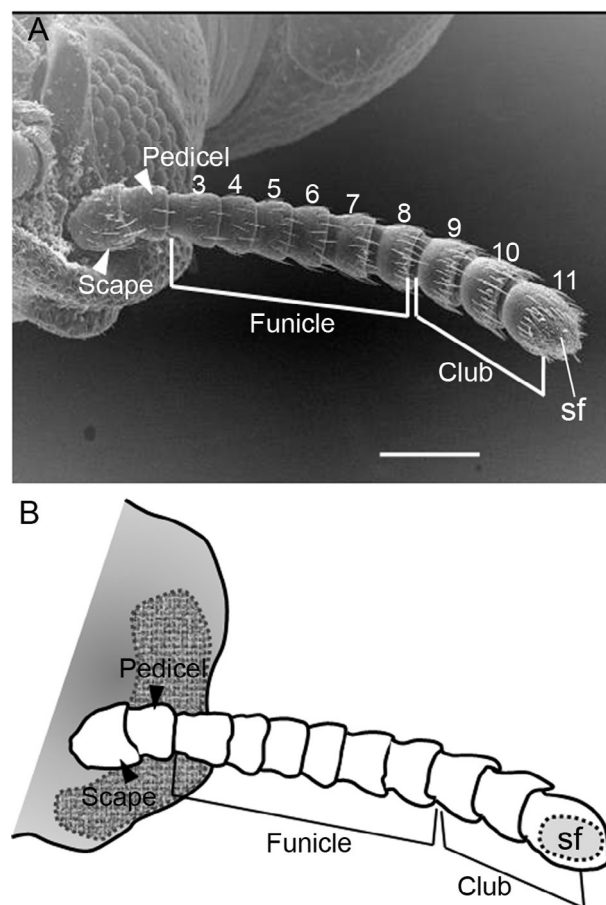 A
Pedicel
3 4 5 6 7 8 9 10 11
Scape
Funicle
Club
sf
B
Pedicel
Scape
Funicle
Club
sf